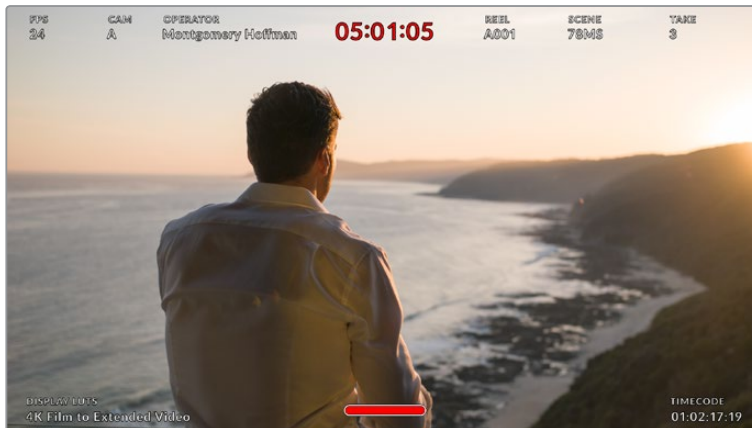 FPS CAM OPERATOR REEL SCENE TAKE
24 A Montgomery Hoffman 05:01:05 A001 78MS 3
DISPLAY LUTS TIMECODE
4K Film to Extended Video 01:02:17:19